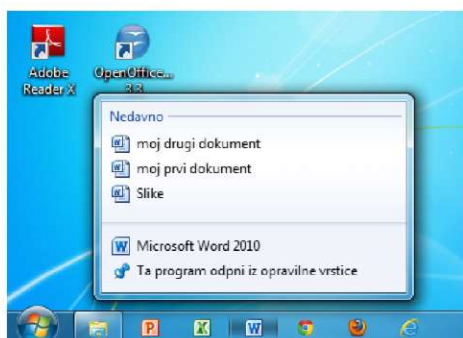 Adobe
Reader X
OpenOffice...
3.3
Nedavno
moj drugi dokument
moj prvi dokument
Slike
Microsoft Word 2010
Ta program odpni iz opravilne vrstice